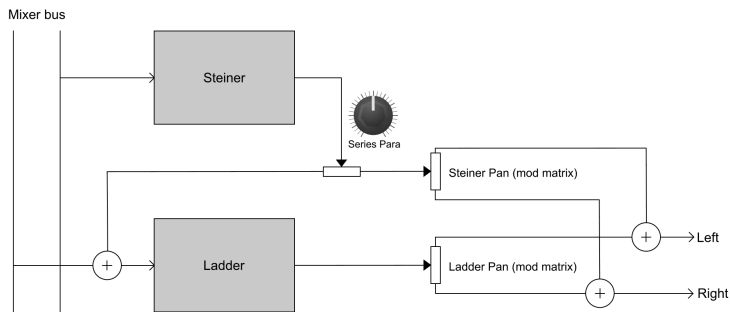 Mixer bus
Steiner
Series Para
Steiner Pan (mod matrix)
+
Left
+
Ladder
Ladder Pan (mod matrix)
+
Right